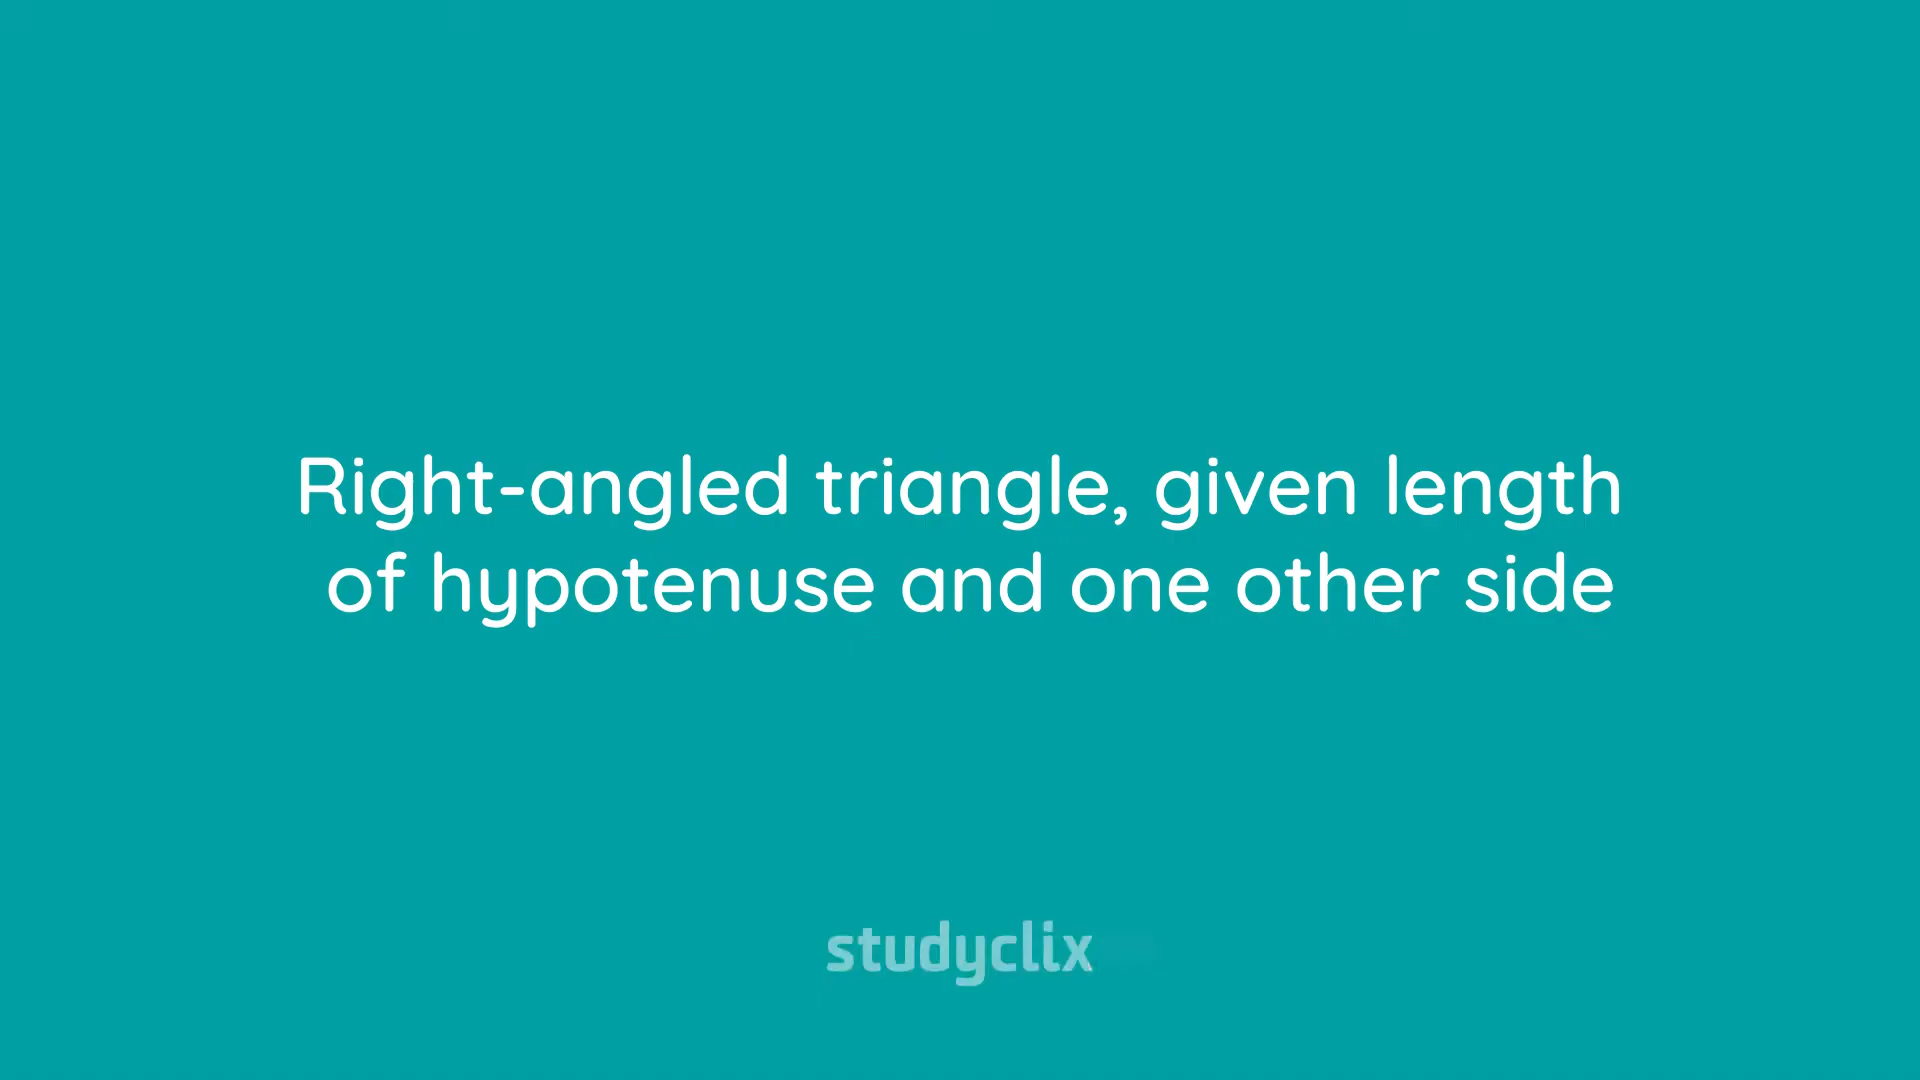 Right-angled triangle, given length
of hypotenuse and one other side
studyclix